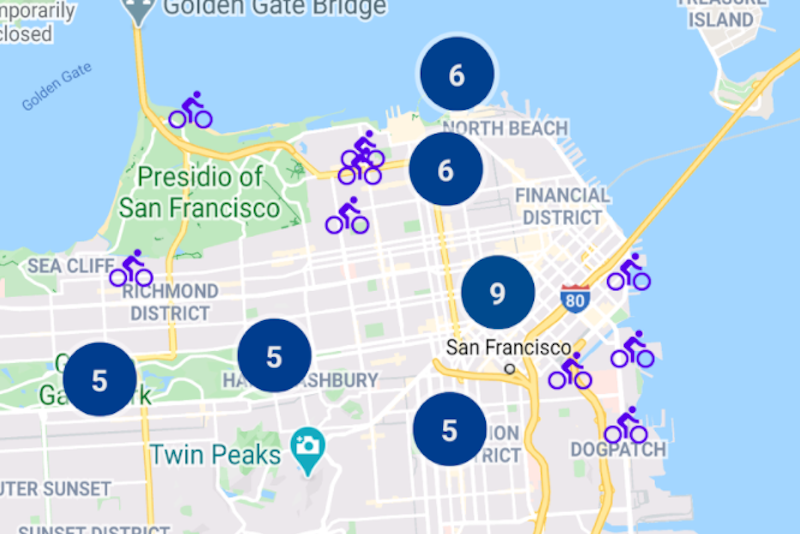 mporarily
closed
Golden Gate Bridge
TREASURE
ISLAND
Golden Gate
6
NORTH BEACH
6
Presidio of
San Francisco
FINANCIAL
DISTRICT
SEA CLIFF
RICHMOND
DISTRICT
9
80
San Francisco
5
5
HA
ASHBURY
G
Ga
rk
5
ION
TRICT
DOGPATCH
Twin Peaks
UTER SUNSET
SUNSET DISTRICT